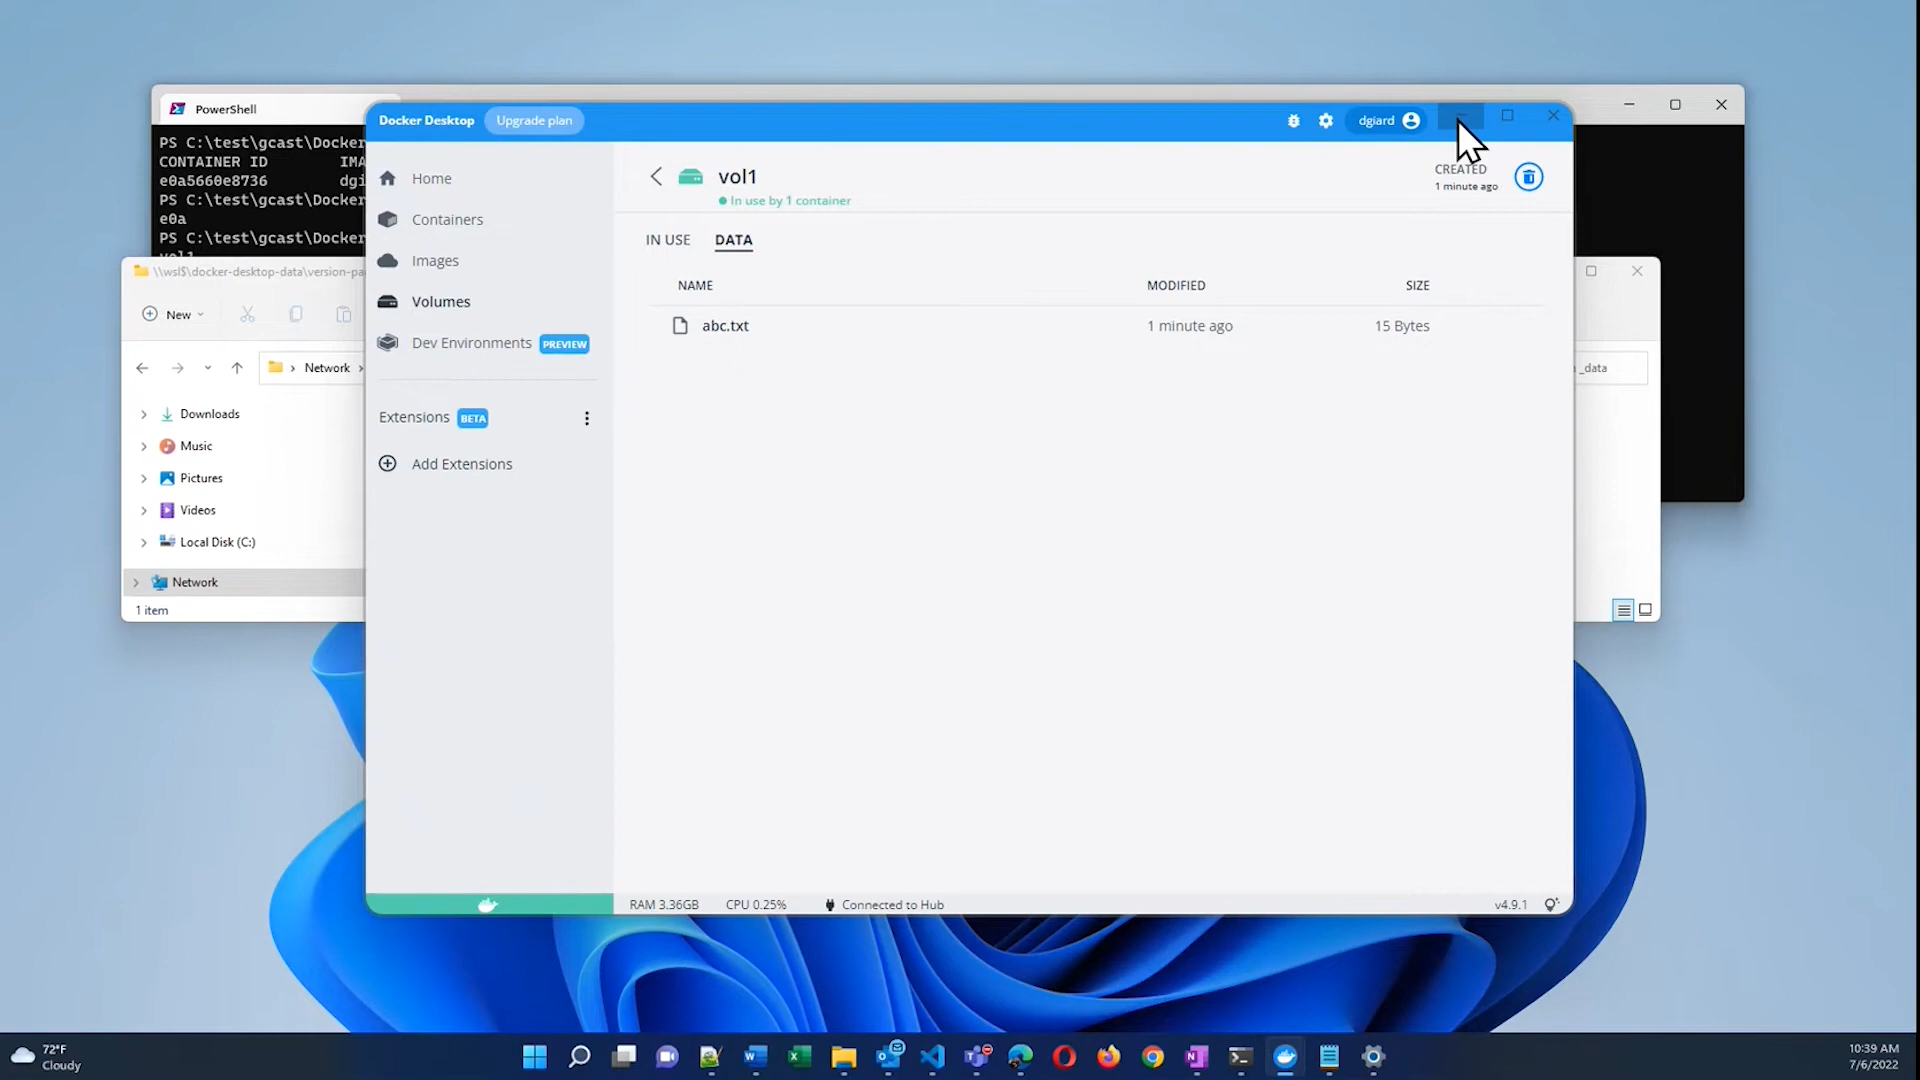 PowerShell
PS C:\test\gcast\Docker
CONTAINER ID IMA
e0a5660e8736 dgi
PS C:\test\gcast\Docker
e0a
PS C:\test\gcast\Docker
vol1
\\wsl$\docker-desktop-data\version-pa
New
Network
_data
Downloads
Music
Pictures
Videos
Local Disk (C:)
Network
1 item
Docker Desktop
Upgrade plan
dgiard
Home
Containers
Images
Volumes
Dev Environments PREVIEW
Extensions BETA
Add Extensions
vol1
In use by 1 container
CREATED
1 minute ago
IN USE DATA
NAME MODIFIED SIZE
abc.txt 1 minute ago 15 Bytes
RAM 3.36GB CPU 0.25% Connected to Hub v4.9.1
72°F
Cloudy
10:39 AM
7/6/2022